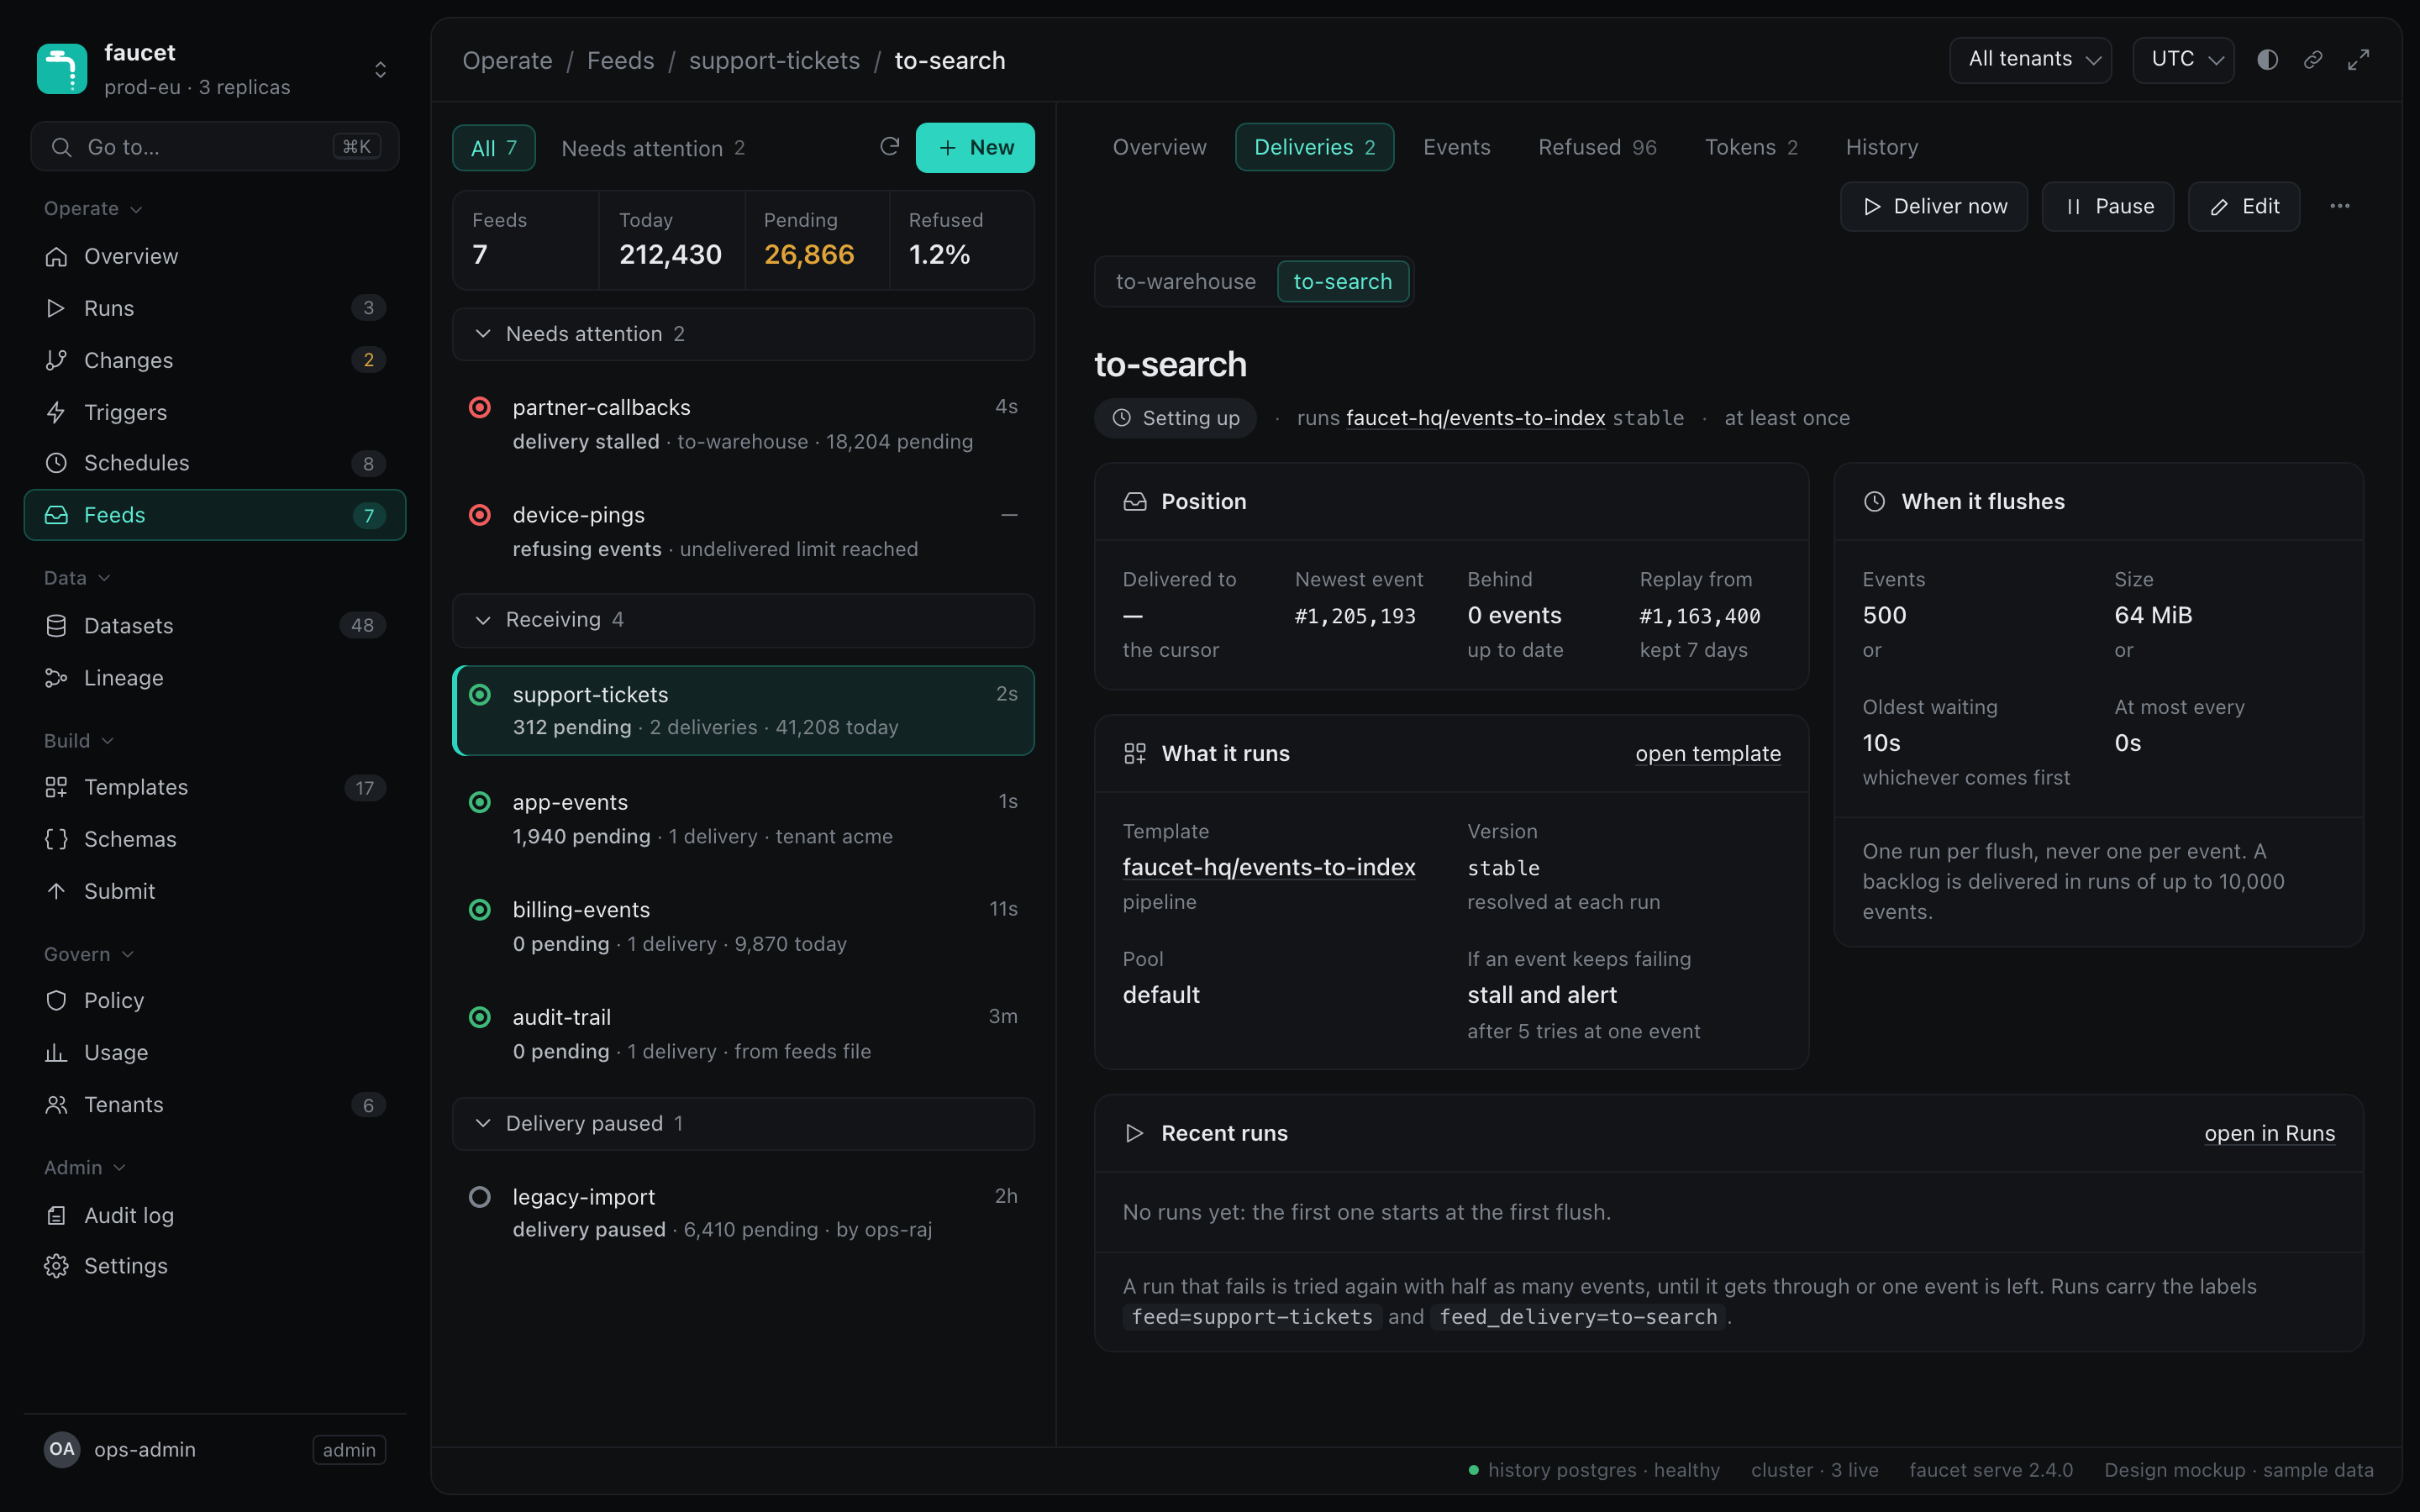 faucet
prod-eu · 3 replicas
Go to...
⌘K
Operate
Overview
Runs 3
Changes 2
Triggers
Schedules 8
Feeds 7
Data
Datasets 48
Lineage
Build
Templates 17
Schemas
Submit
Govern
Policy
Usage
Tenants 6
Admin
Audit log
Settings
OA ops-admin admin
Operate / Feeds / support-tickets / to-search
All tenants
UTC
All 7
Needs attention 2
New
Feeds
7
Today
212,430
Pending
26,866
Refused
1.2%
Needs attention 2
partner-callbacks 4s
delivery stalled · to-warehouse · 18,204 pending
device-pings —
refusing events · undelivered limit reached
Receiving 4
support-tickets 2s
312 pending · 2 deliveries · 41,208 today
app-events 1s
1,940 pending · 1 delivery · tenant acme
billing-events 11s
0 pending · 1 delivery · 9,870 today
audit-trail 3m
0 pending · 1 delivery · from feeds file
Delivery paused 1
legacy-import 2h
delivery paused · 6,410 pending · by ops-raj
Overview
Deliveries 2
Events
Refused 96
Tokens 2
History
Deliver now
Pause
Edit
to-warehouse
to-search
to-search
Setting up · runs faucet-hq/events-to-index stable · at least once
Position
Delivered to
—
the cursor
Newest event
#1,205,193
Behind
0 events
up to date
Replay from
#1,163,400
kept 7 days
When it flushes
Events
500
or
Size
64 MiB
or
Oldest waiting
10s
whichever comes first
At most every
0s
One run per flush, never one per event. A
backlog is delivered in runs of up to 10,000
events.
What it runs
open template
Template
faucet-hq/events-to-index
pipeline
Version
stable
resolved at each run
Pool
default
If an event keeps failing
stall and alert
after 5 tries at one event
Recent runs
open in Runs
No runs yet: the first one starts at the first flush.
A run that fails is tried again with half as many events, until it gets through or one event is left. Runs carry the labels
feed=support-tickets and feed_delivery=to-search.
history postgres · healthy
cluster · 3 live
faucet serve 2.4.0
Design mockup · sample data